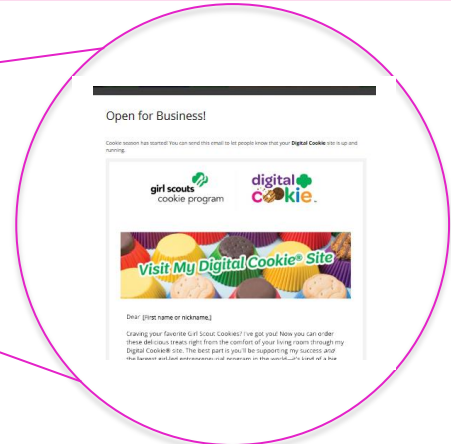 Open for Business!
Cookie season has started! You can send this email to let people know that your Digital Cookie site is up and
running.
girl scouts
cookie program
digital
cookie.
Visit My Digital Cookie® Site
Dear [First name or nickname,]
Craving your favorite Girl Scout Cookies? I've got you! Now you can order
these delicious treats right from the comfort of your living room through my
Digital Cookie® site. The best part is you'll be supporting my success and
the largest girl-led entrepreneurial program in the world—it's kind of a big